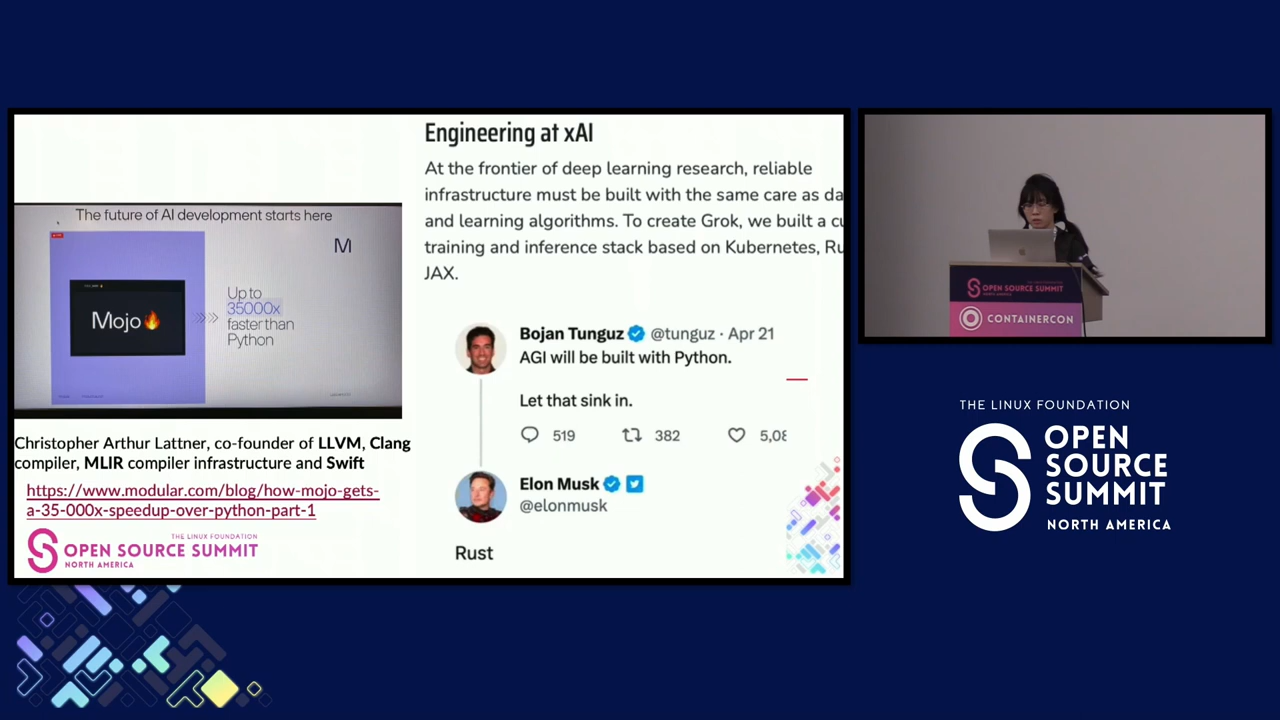 Engineering at xAI
At the frontier of deep learning research, reliable
infrastructure must be built with the same care as da
and learning algorithms. To create Grok, we built a cu
training and inference stack based on Kubernetes, Ru
JAX.
The future of AI development starts here
M
Mojo🔥
Up to
35000x
faster than
Python
Bojan Tunguz @tunguz · Apr 21
AGI will be built with Python.
Let that sink in.
519 382 5,08
Elon Musk
@elonmusk
Rust
Christopher Arthur Lattner, co-founder of LLVM, Clang
compiler, MLIR compiler infrastructure and Swift
https://www.modular.com/blog/how-mojo-gets-
a-35-000x-speedup-over-python-part-1
THE LINUX FOUNDATION
OPEN SOURCE SUMMIT
NORTH AMERICA
OPEN SOURCE SUMMIT
CONTAINERCON
THE LINUX FOUNDATION
OPEN
SOURCE
SUMMIT
NORTH AMERICA